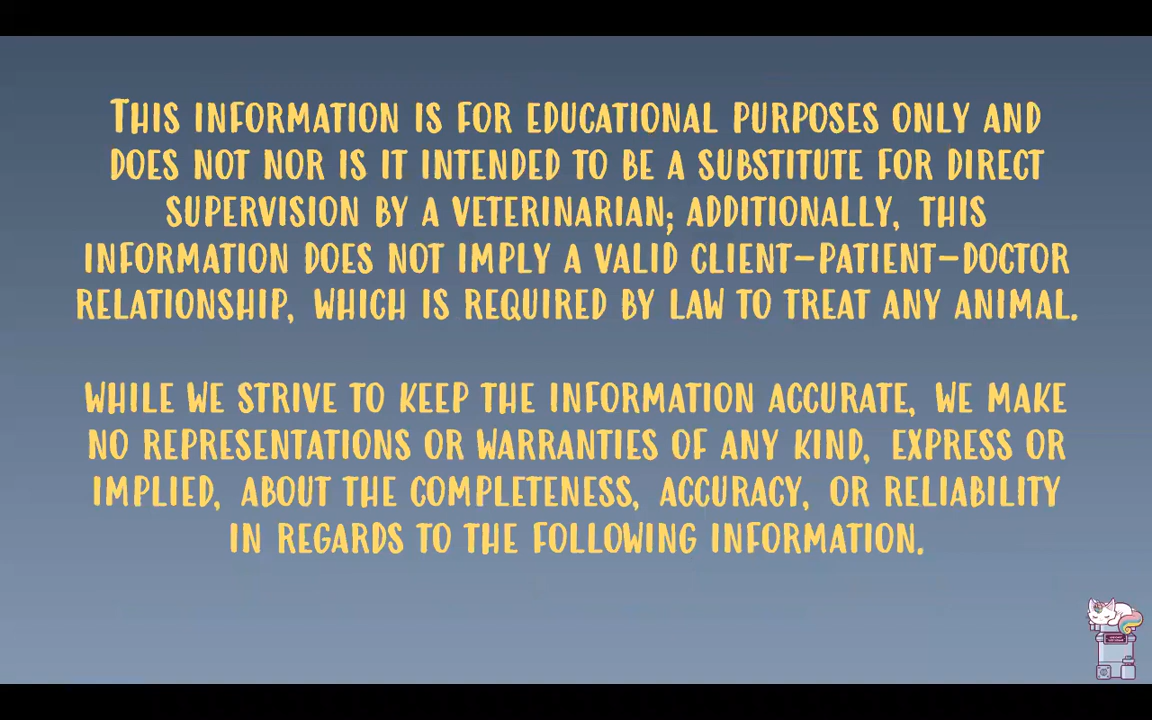 THIS INFORMATION IS FOR EDUCATIONAL PURPOSES ONLY AND
DOES NOT NOR IS IT INTENDED TO BE A SUBSTITUTE FOR DIRECT
SUPERVISION BY A VETERINARIAN; ADDITIONALLY, THIS
INFORMATION DOES NOT IMPLY A VALID CLIENT-PATIENT-DOCTOR
RELATIONSHIP, WHICH IS REQUIRED BY LAW TO TREAT ANY ANIMAL.
WHILE WE STRIVE TO KEEP THE INFORMATION ACCURATE, WE MAKE
NO REPRESENTATIONS OR WARRANTIES OF ANY KIND, EXPRESS OR
IMPLIED, ABOUT THE COMPLETENESS, ACCURACY, OR RELIABILITY
IN REGARDS TO THE FOLLOWING INFORMATION.